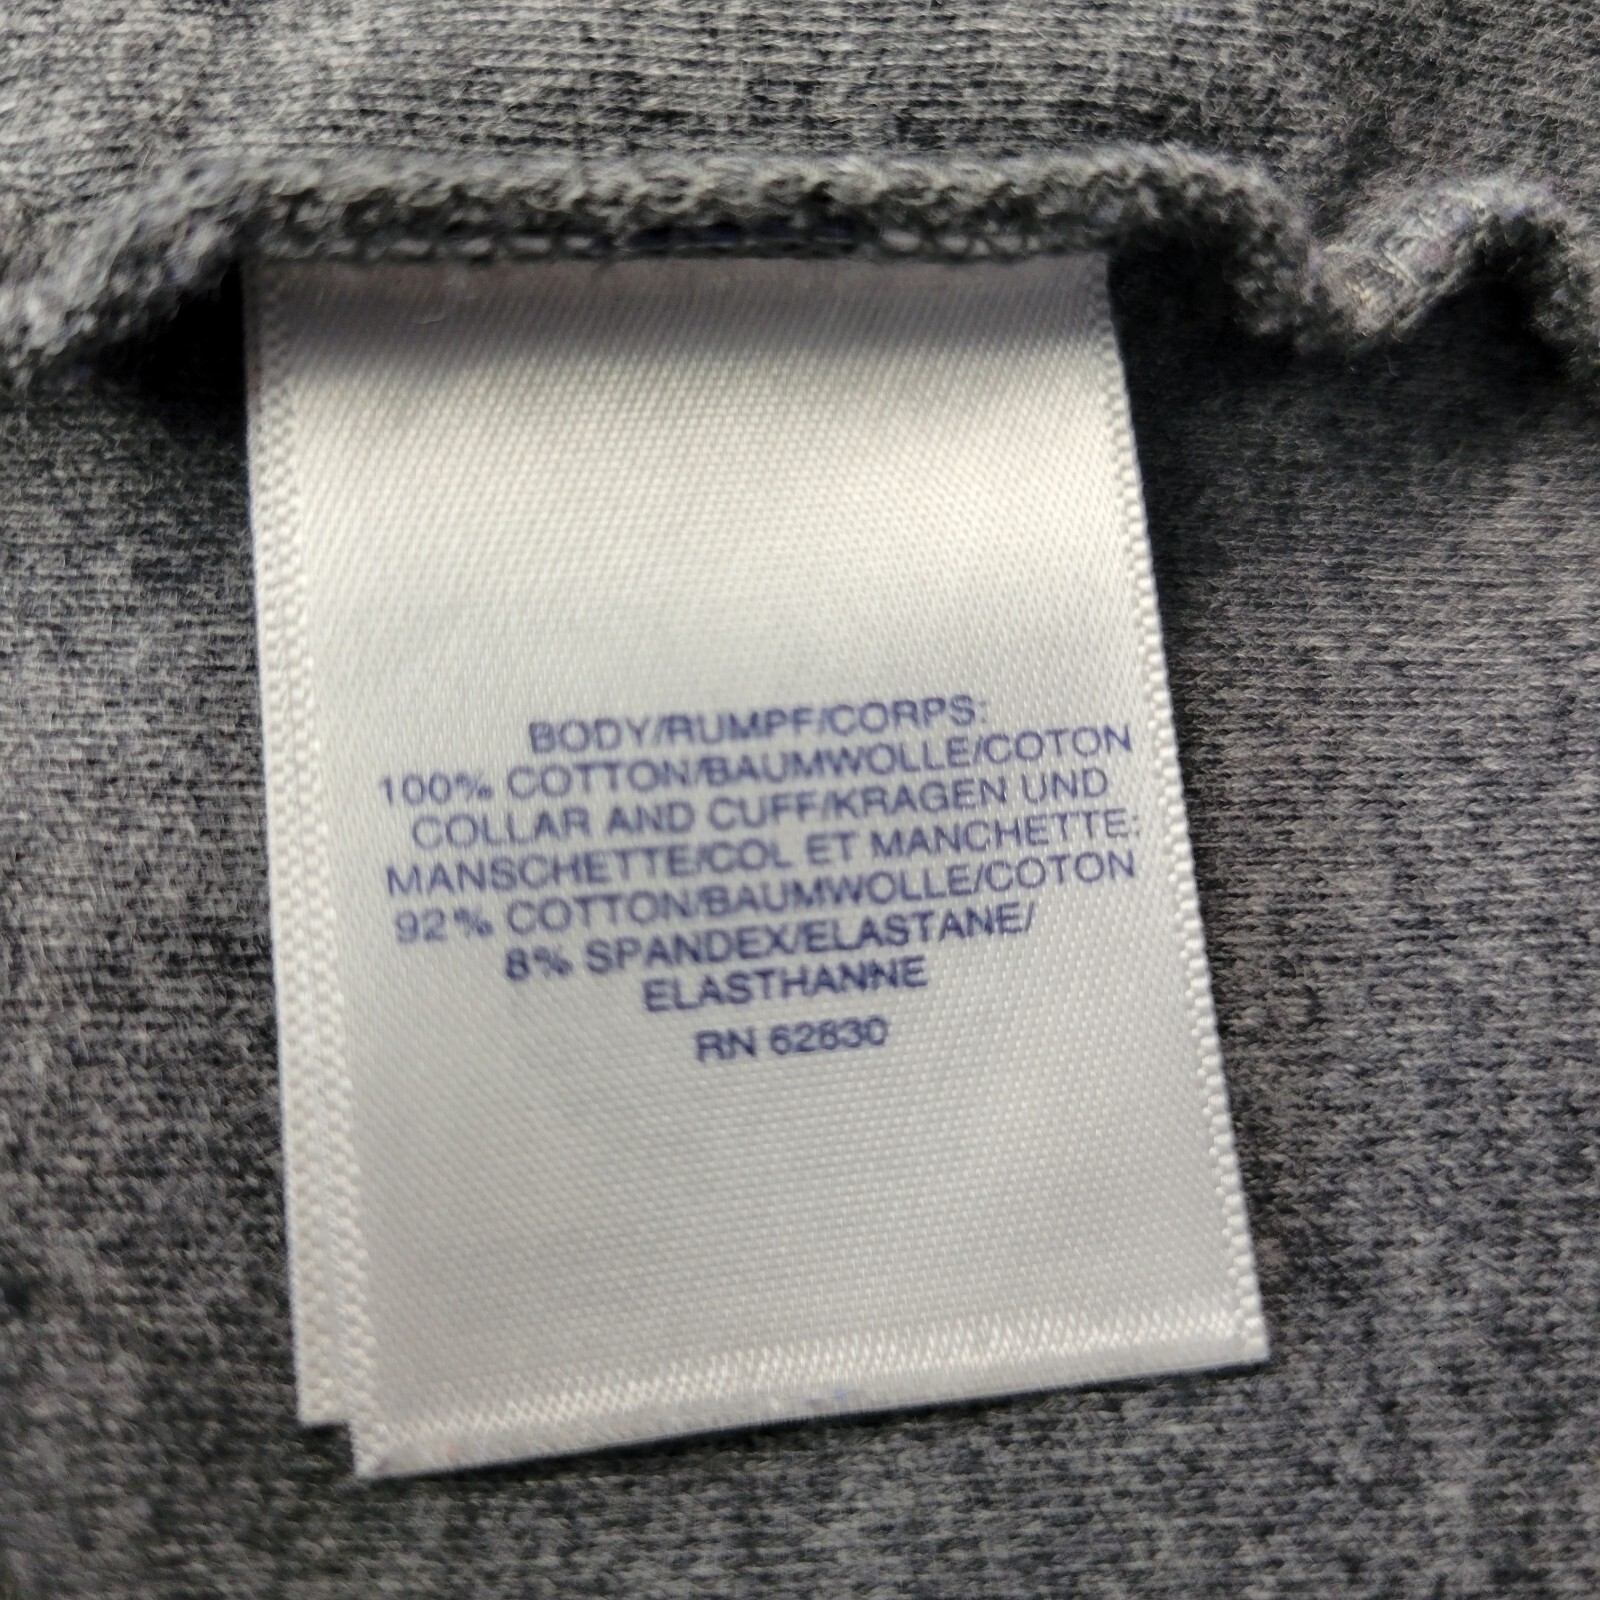 BODY/RUMPF/CORPS:
100% COTTON/BAUMWOLLE/COTON
COLLAR AND CUFF/KRAGEN UND
MANSCHETTE/COL ET MANCHETTE:
92% COTTON/BAUMWOLLE/COTON
8% SPANDEX/ELASTANE/
ELASTHANNE
RN 62830